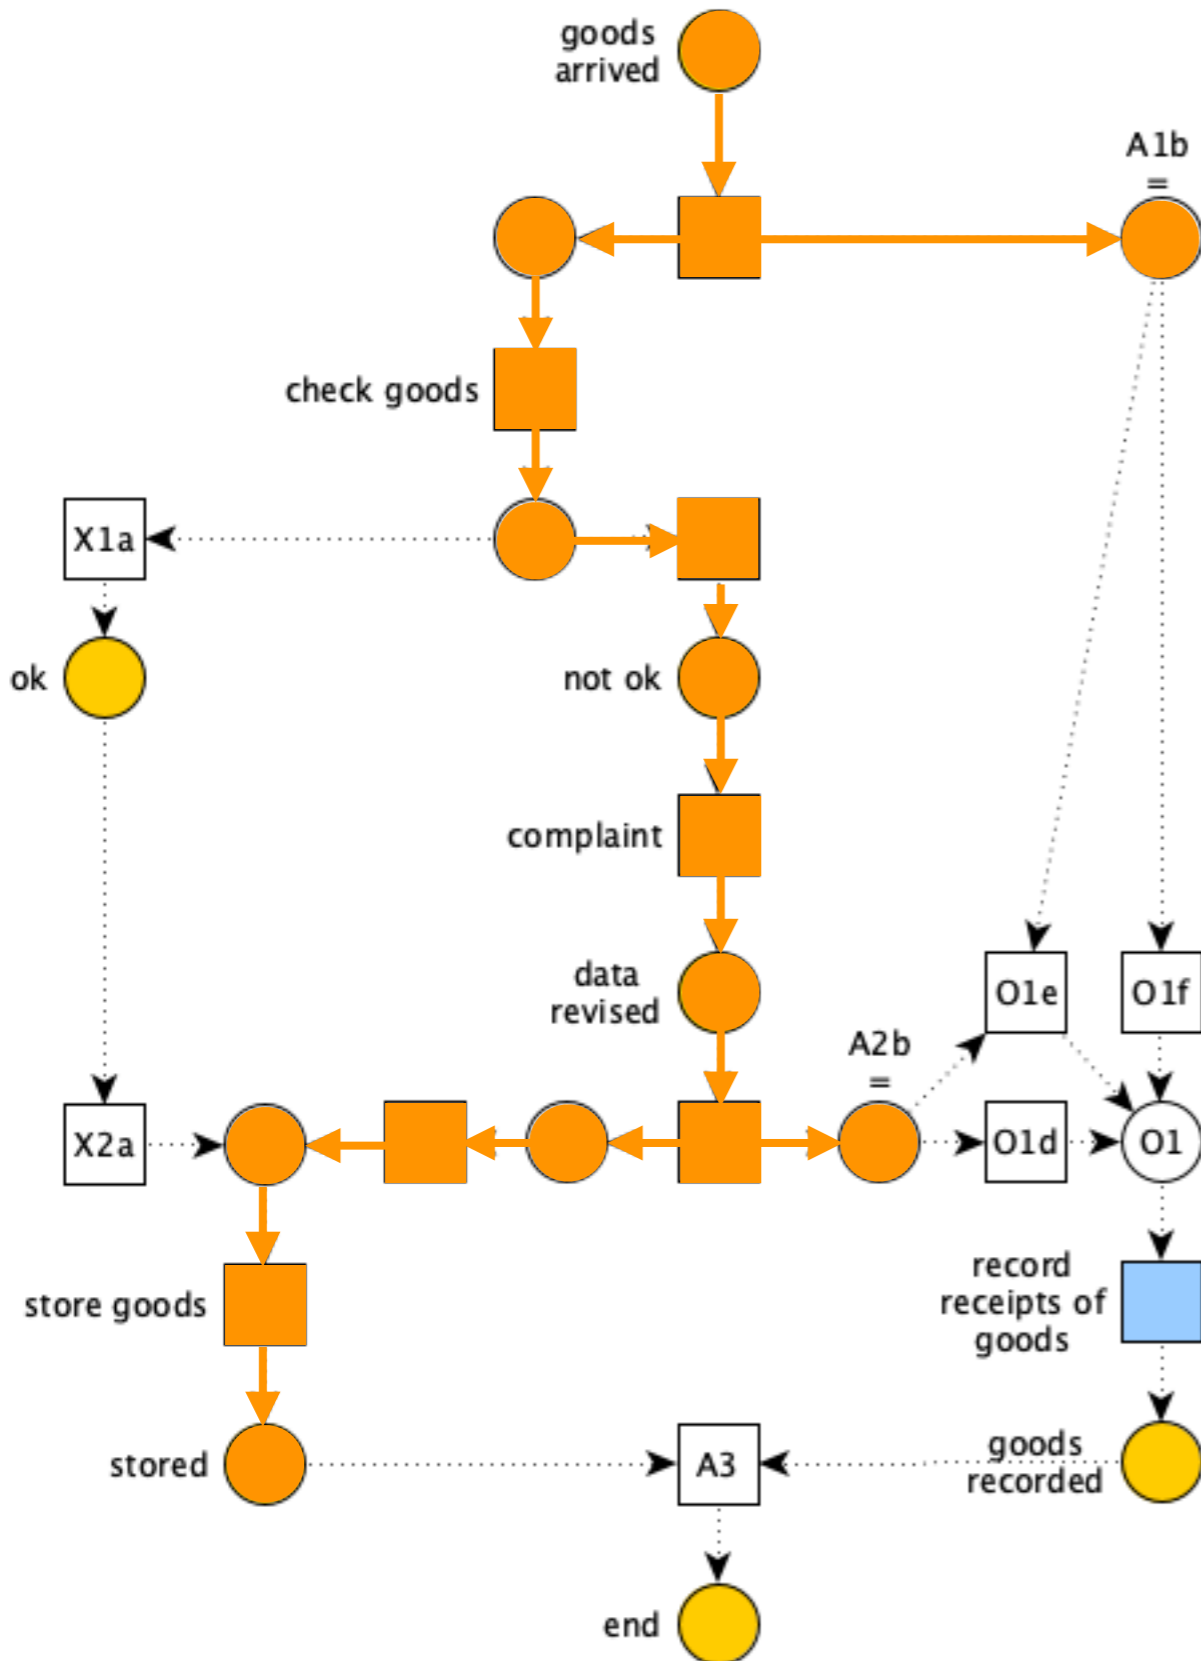 goods
arrived
A1b
=
check goods
X1a
ok
not ok
complaint
data
revised
A2b
=
O1e
O1f
X2a
O1d
O1
store goods
record
receipts of
goods
stored
A3
goods
recorded
end